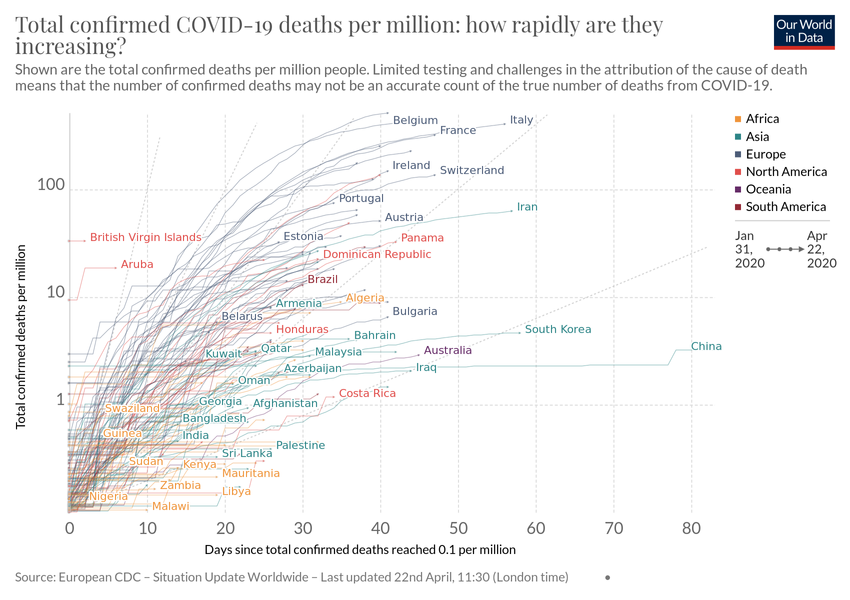 Total confirmed COVID-19 deaths per million: how rapidly are they
increasing?
Our World
in Data
Shown are the total confirmed deaths per million people. Limited testing and challenges in the attribution of the cause of death
means that the number of confirmed deaths may not be an accurate count of the true number of deaths from COVID-19.
Total confirmed deaths per million
100
10
1
Belgium
Italy
France
Ireland
Switzerland
Portugal
Iran
Austria
British Virgin Islands
Estonia
Panama
Dominican Republic
Aruba
Brazil
Armenia
Algeria
Belarus
Bulgaria
Honduras
South Korea
Bahrain
China
Kuwait
Qatar
Malaysia
Australia
Azerbaijan
Iraq
Oman
Costa Rica
Swaziland
Georgia
Afghanistan
Bangladesh
Guinea
India
Palestine
Sri Lanka
Sudan
Kenya
Mauritania
Zambia
Libya
Nigeria
Malawi
0
10
20
30
40
50
60
70
80
Days since total confirmed deaths reached 0.1 per million
Africa
Asia
Europe
North America
Oceania
South America
Jan
31,
2020
Apr
22,
2020
Source: European CDC – Situation Update Worldwide – Last updated 22nd April, 11:30 (London time)